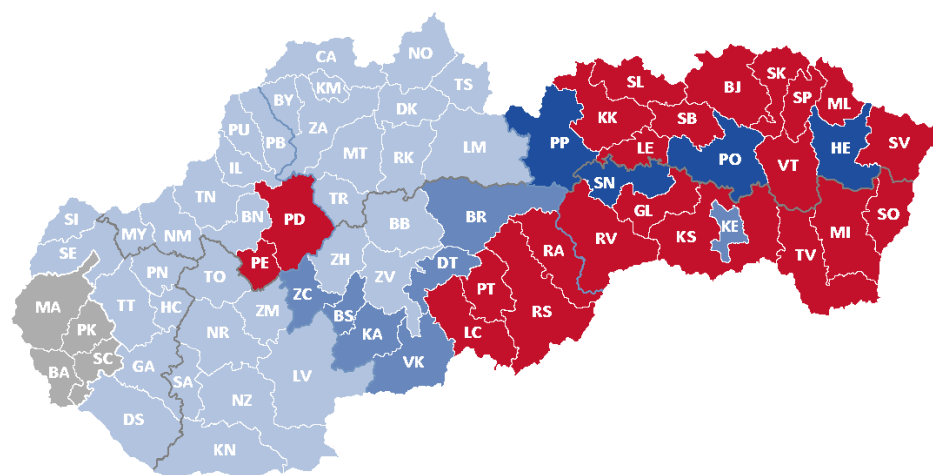 NO
CA
TS
KM
BY
DK
PU
ZA
PB
MT
RK
LM
IL
TN
TR
BN
PD
SI
MY
NM
SE
PE
TO
PN
MA
TT
HC
ZM
PK
NR
BA
SC
GA
SA
DS
NZ
KN
LV
BB
BR
ZH
ZV
DT
ZC
BS
KA
VK
SL
BJ
SK
SP
ML
KK
SB
PP
LE
PO
VT
HE
SV
SN
GL
RV
KS
KE
SO
MI
TV
RA
PT
RS
LC